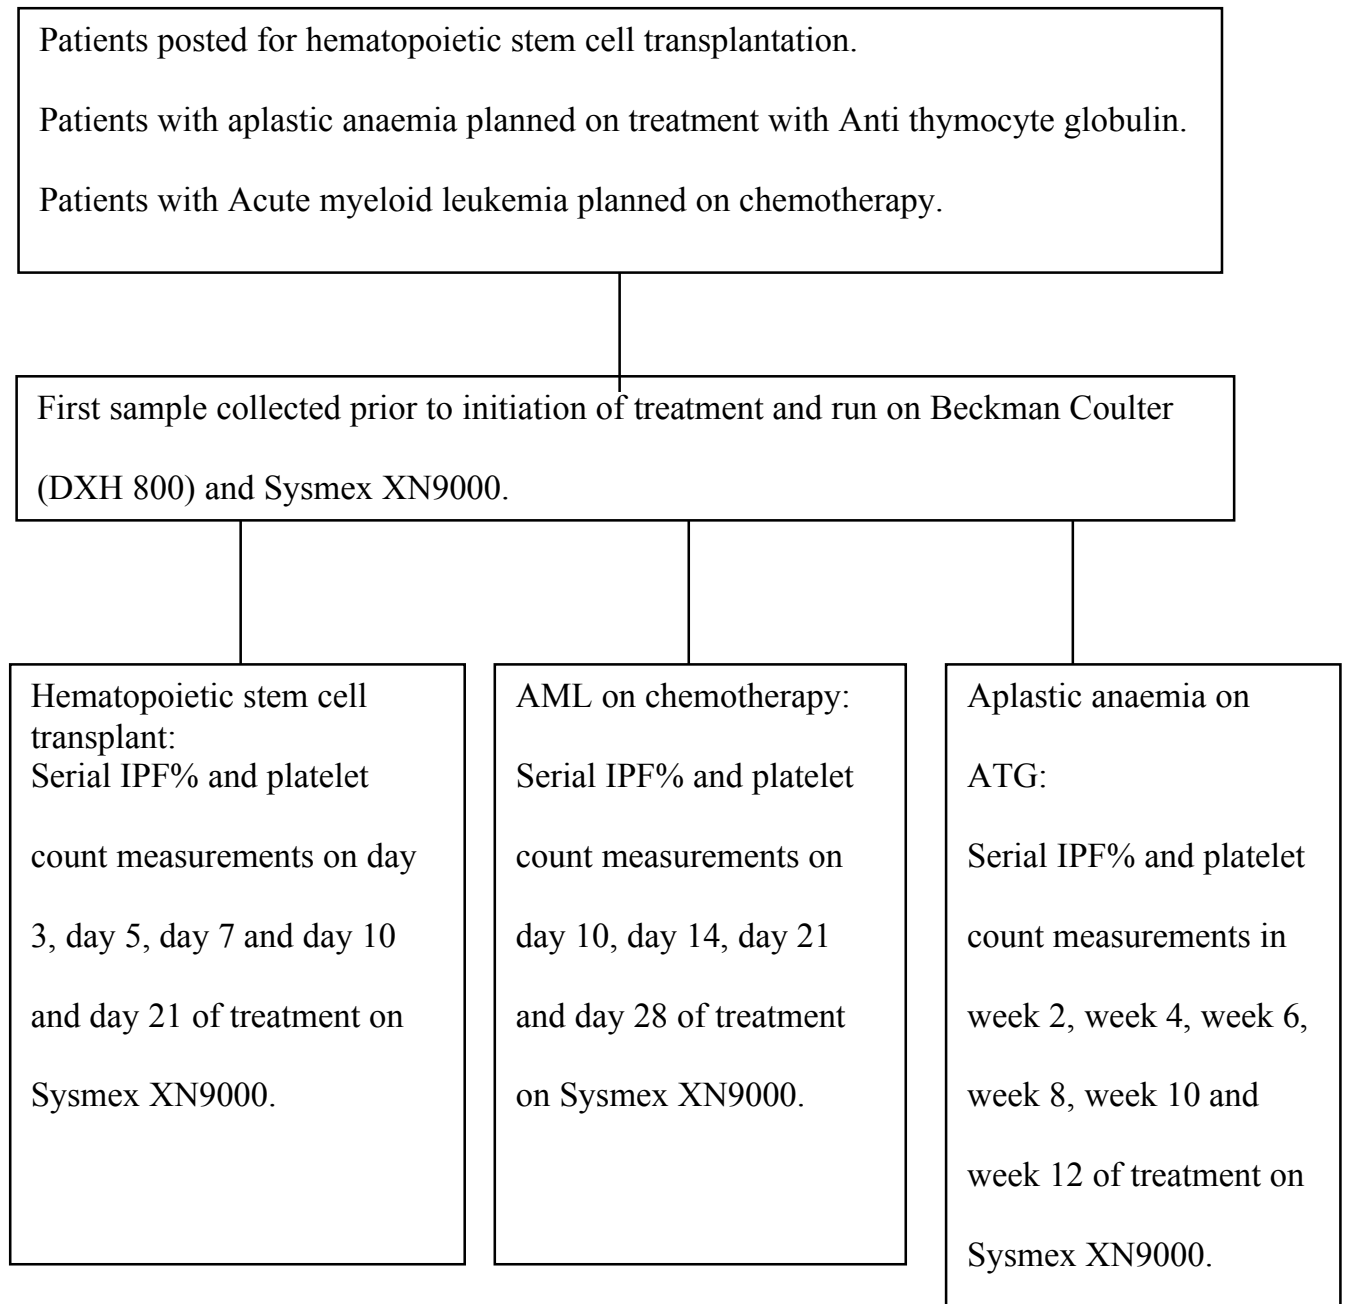 Patients posted for hematopoietic stem cell transplantation.
Patients with aplastic anaemia planned on treatment with Anti thymocyte globulin.
Patients with Acute myeloid leukemia planned on chemotherapy.
First sample collected prior to initiation of treatment and run on Beckman Coulter
(DXH 800) and Sysmex XN9000.
Hematopoietic stem cell
transplant:
Serial IPF% and platelet
count measurements on day
3, day 5, day 7 and day 10
and day 21 of treatment on
Sysmex XN9000.
AML on chemotherapy:
Serial IPF% and platelet
count measurements on
day 10, day 14, day 21
and day 28 of treatment
on Sysmex XN9000.
Aplastic anaemia on
ATG:
Serial IPF% and platelet
count measurements in
week 2, week 4, week 6,
week 8, week 10 and
week 12 of treatment on
Sysmex XN9000.